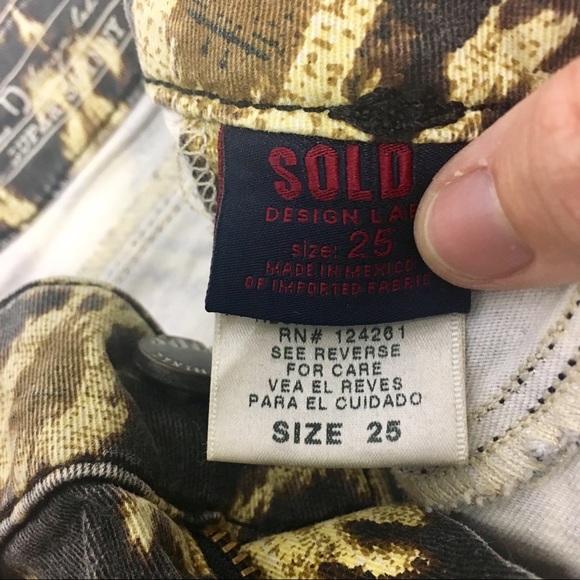 SOLD
DESIGN LA
size: 25
MADE IN MEXICO
OF IMPORTED FABRIC
RN# 124261
SEE REVERSE
FOR CARE
VEA EL REVES
PARA EL CUIDADO
SIZE 25